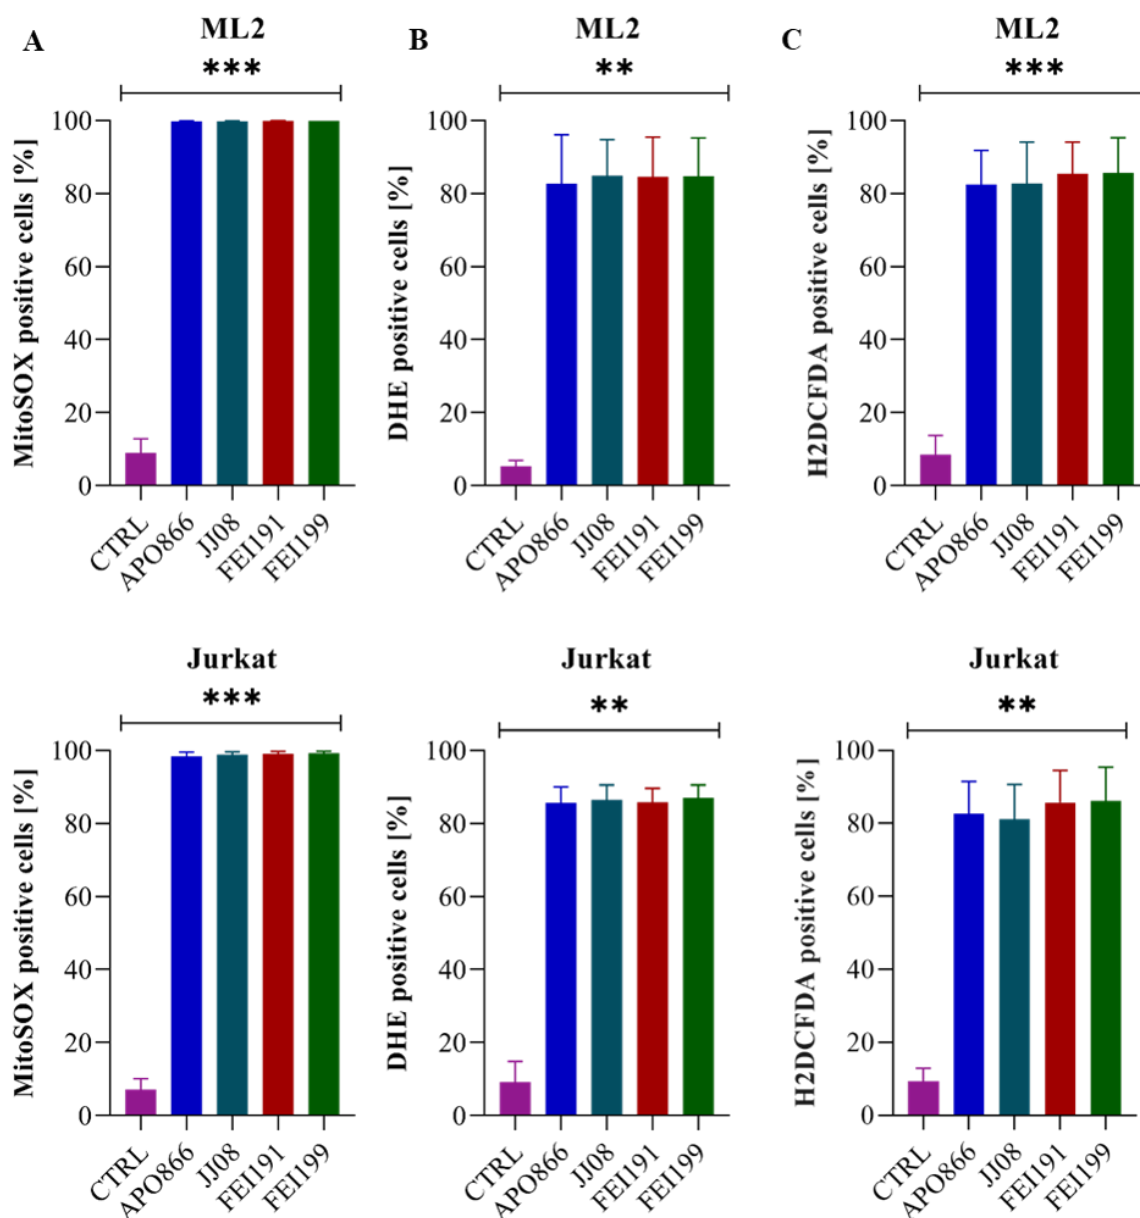 A
ML2
***
MitoSOX positive cells [%]
100
80
60
40
20
0
CTRL
APO866
JJ08
FEI191
FEI199
B
ML2
**
DHE positive cells [%]
100
80
60
40
20
0
CTRL
APO866
JJ08
FEI191
FEI199
C
ML2
***
H2DCFDA positive cells [%]
100
80
60
40
20
0
CTRL
APO866
JJ08
FEI191
FEI199
Jurkat
***
MitoSOX positive cells [%]
100
80
60
40
20
0
CTRL
APO866
JJ08
FEI191
FEI199
Jurkat
**
DHE positive cells [%]
100
80
60
40
20
0
CTRL
APO866
JJ08
FEI191
FEI199
Jurkat
**
H2DCFDA positive cells [%]
100
80
60
40
20
0
CTRL
APO866
JJ08
FEI191
FEI199